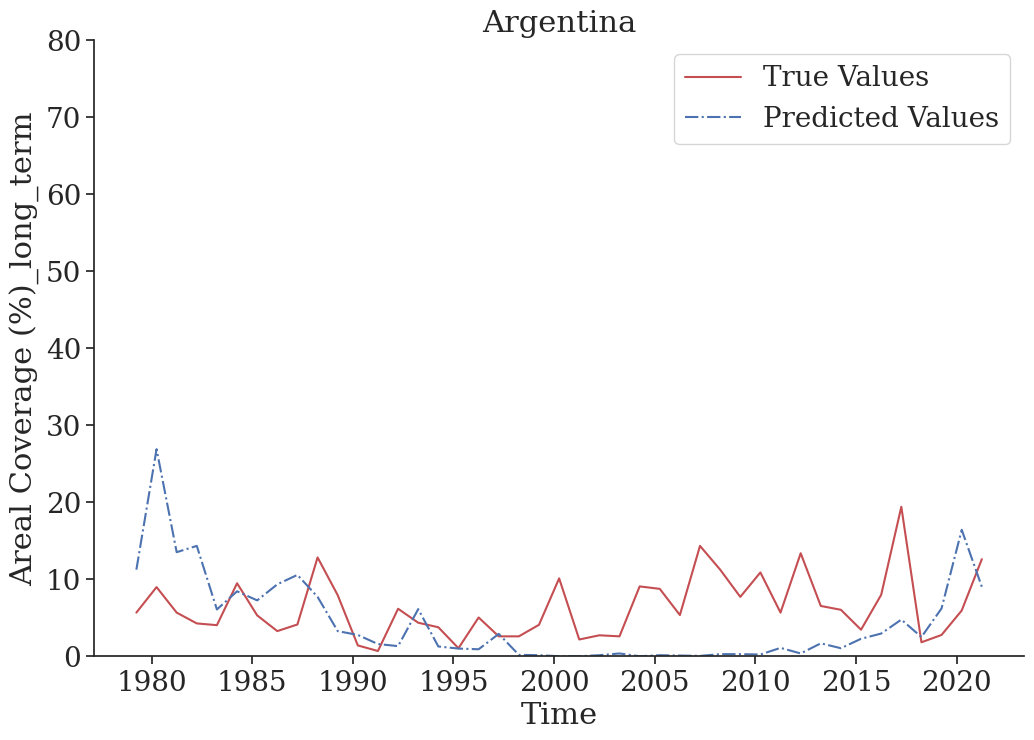 Argentina
True Values
Predicted Values
Areal Coverage (%)_long_term
80
70
60
50
40
30
20
10
0
1980 1985 1990 1995 2000 2005 2010 2015 2020
Time